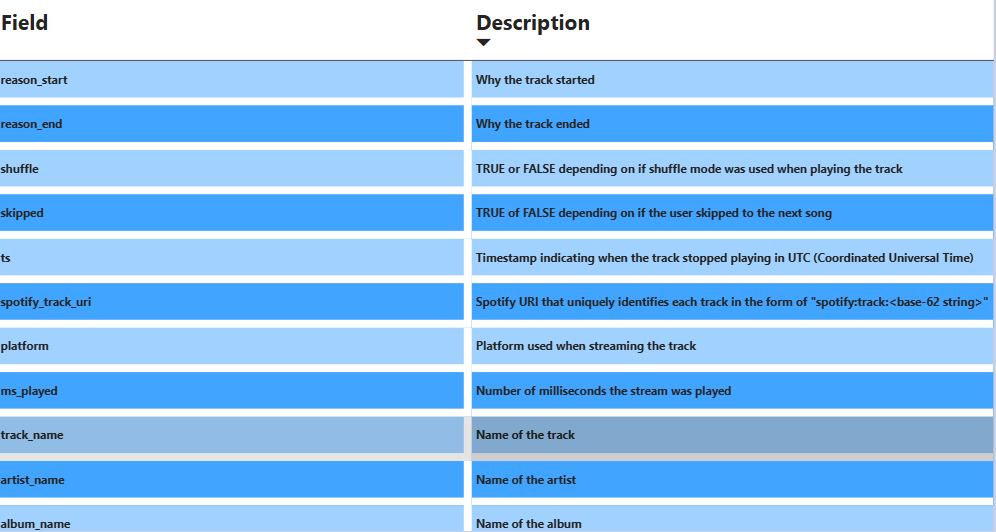 Field Description
reason_start Why the track started
reason_end Why the track ended
shuffle TRUE or FALSE depending on if shuffle mode was used when playing the track
skipped TRUE of FALSE depending on if the user skipped to the next song
ts Timestamp indicating when the track stopped playing in UTC (Coordinated Universal Time)
spotify_track_uri Spotify URI that uniquely identifies each track in the form of "spotify:track:<base-62 string>"
platform Platform used when streaming the track
ms_played Number of milliseconds the stream was played
track_name Name of the track
artist_name Name of the artist
album_name Name of the album